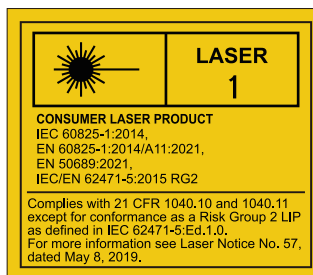 LASER
1
CONSUMER LASER PRODUCT
IEC 60825-1:2014,
EN 60825-1:2014/A11:2021,
EN 50689:2021,
IEC/EN 62471-5:2015 RG2
Complies with 21 CFR 1040.10 and 1040.11
except for conformance as a Risk Group 2 LIP
as defined in IEC 62471-5:Ed.1.0.
For more information see Laser Notice No. 57,
dated May 8, 2019.